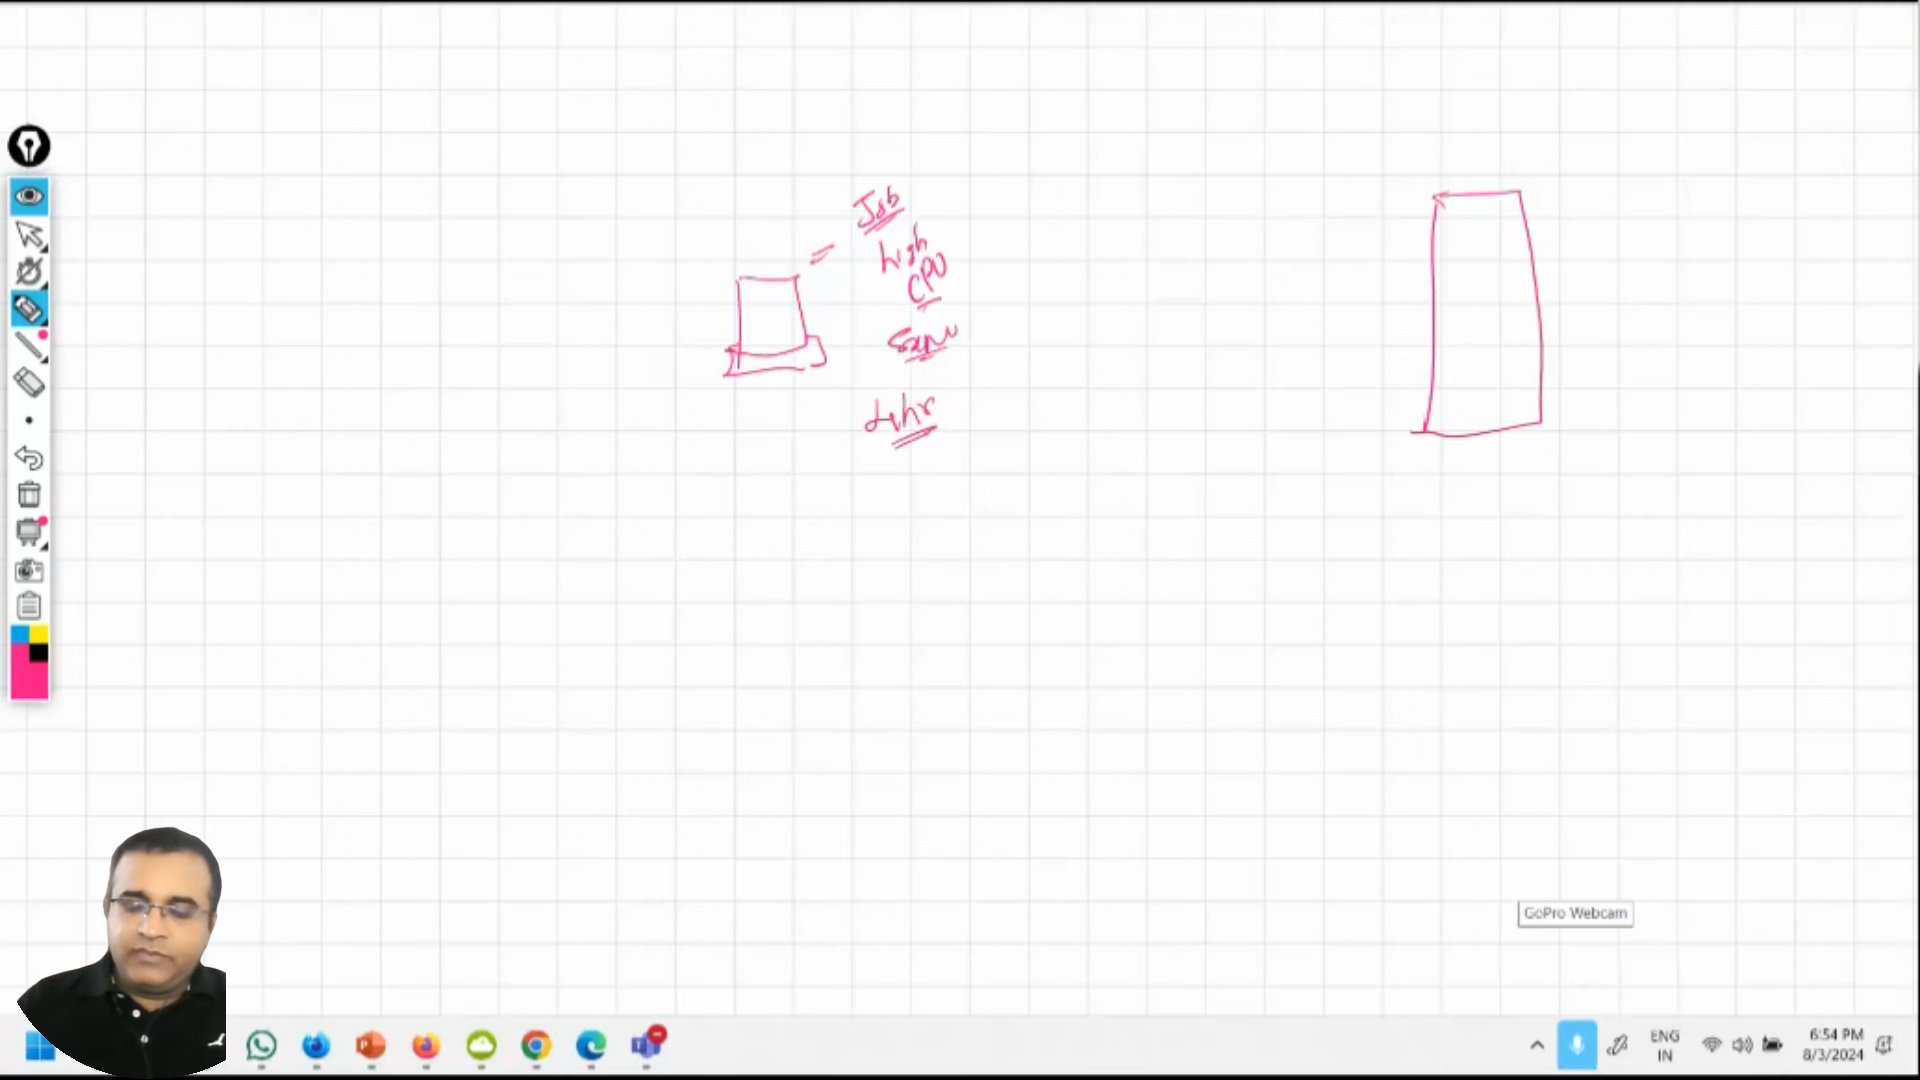 Job
high
CPU
4hr
GoPro Webcam
ENG
IN
6:54 PM
8/3/2024